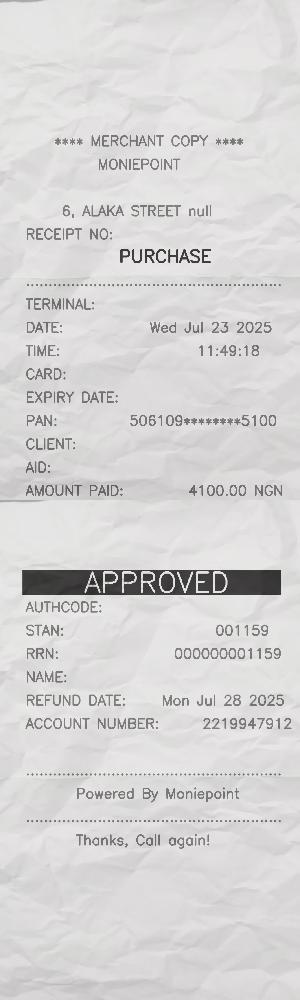 **** MERCHANT COPY ****
MONIEPOINT
6, ALAKA STREET null
RECEIPT NO:
PURCHASE
TERMINAL:
DATE: Wed Jul 23 2025
TIME: 11:49:18
CARD:
EXPIRY DATE:
PAN: 506109********5100
CLIENT:
AID:
AMOUNT PAID: 4100.00 NGN
APPROVED
AUTHCODE:
STAN: 001159
RRN: 000000001159
NAME:
REFUND DATE: Mon Jul 28 2025
ACCOUNT NUMBER: 2219947912
Powered By Moniepoint
Thanks, Call again!